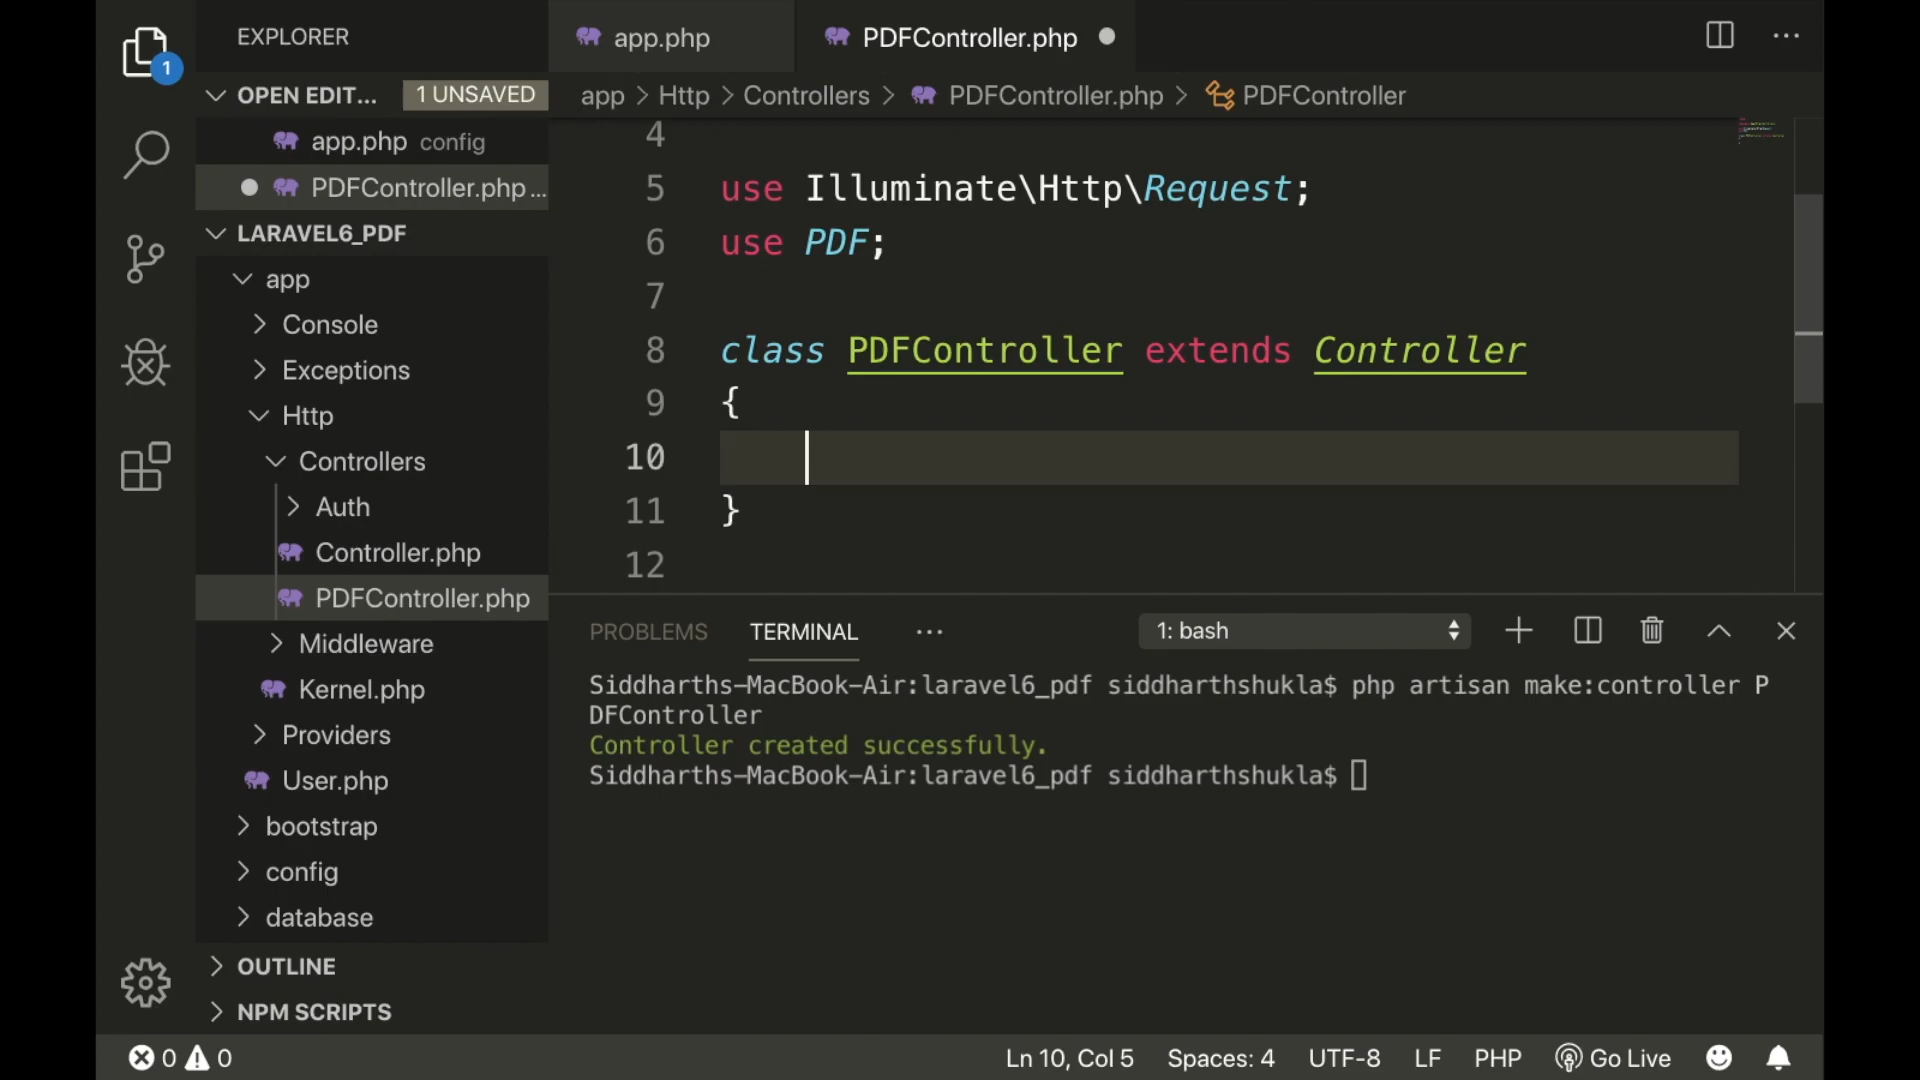 EXPLORER
1
OPEN EDIT... 1 UNSAVED
app.php config
PDFController.php ...
LARAVEL6_PDF
app
Console
Exceptions
Http
Controllers
Auth
Controller.php
PDFController.php
Middleware
Kernel.php
Providers
User.php
bootstrap
config
database
OUTLINE
NPM SCRIPTS
app.php PDFController.php
app > Http > Controllers > PDFController.php > PDFController
4
5 use Illuminate\Http\Request;
6 use PDF;
7
8 class PDFController extends Controller
9 {
10
11 }
12
PROBLEMS TERMINAL ... 1: bash
Siddharths-MacBook-Air:laravel6_pdf siddharthshukla$ php artisan make:controller P
DFController
Controller created successfully.
Siddharths-MacBook-Air:laravel6_pdf siddharthshukla$
0 0 Ln 10, Col 5 Spaces: 4 UTF-8 LF PHP Go Live